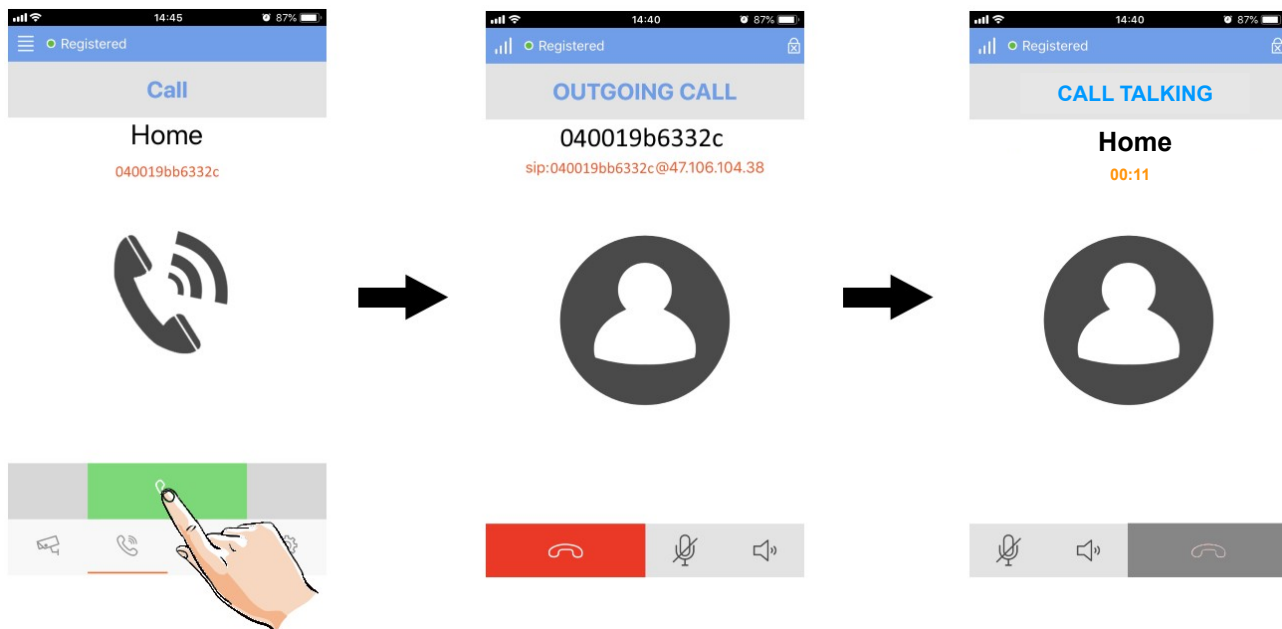 14:45
87%
Registered
Call
Home
040019bb6332c
14:40
87%
Registered
OUTGOING CALL
040019b6332c
sip:040019bb6332c@47.106.104.38
14:40
87%
Registered
CALL TALKING
Home
00:11